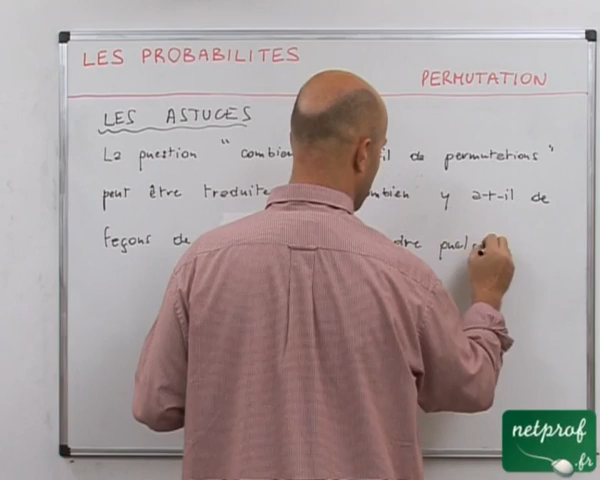 LES PROBABILITES
PERMUTATION
LES ASTUCES
La question " combien il de permutations "
peut être traduite combien y a-t-il de
façons de
netprof
.fr